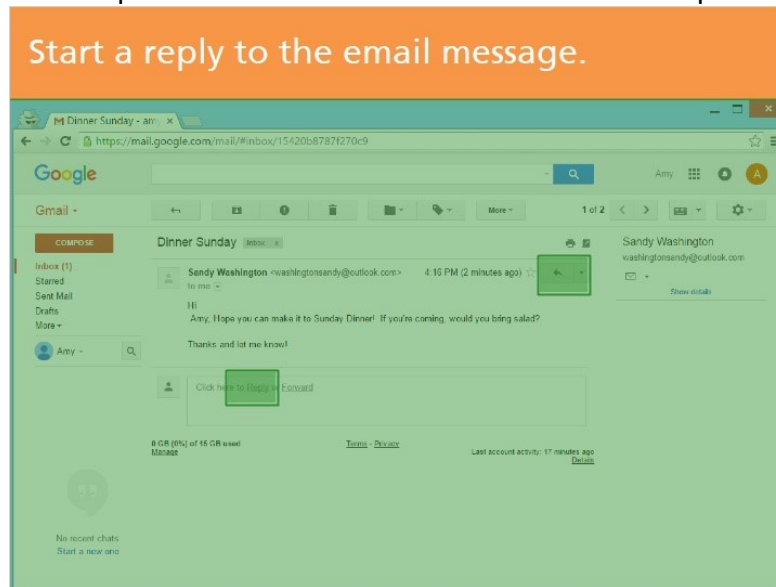 Start a reply to the email message.
Dinner Sunday - amy
https://mail.google.com/mail/#inbox/15420b8787f270c9
Google
Amy
A
Gmail
More
1 of 2
COMPOSE
Dinner Sunday Inbox x
Sandy Washington
washingtonsandy@outlook.com
Show details
Inbox (1)
Starred
Sent Mail
Drafts
More
Amy
Sandy Washington <washingtonsandy@outlook.com> 4:16 PM (2 minutes ago)
to me
Hi
Amy, Hope you can make it to Sunday Dinner! If you're coming, would you bring salad?
Thanks and let me know!
Click here to Reply or Forward
0 GB (0%) of 15 GB used
Manage
Terms - Privacy
Last account activity: 17 minutes ago
Details
No recent chats
Start a new one